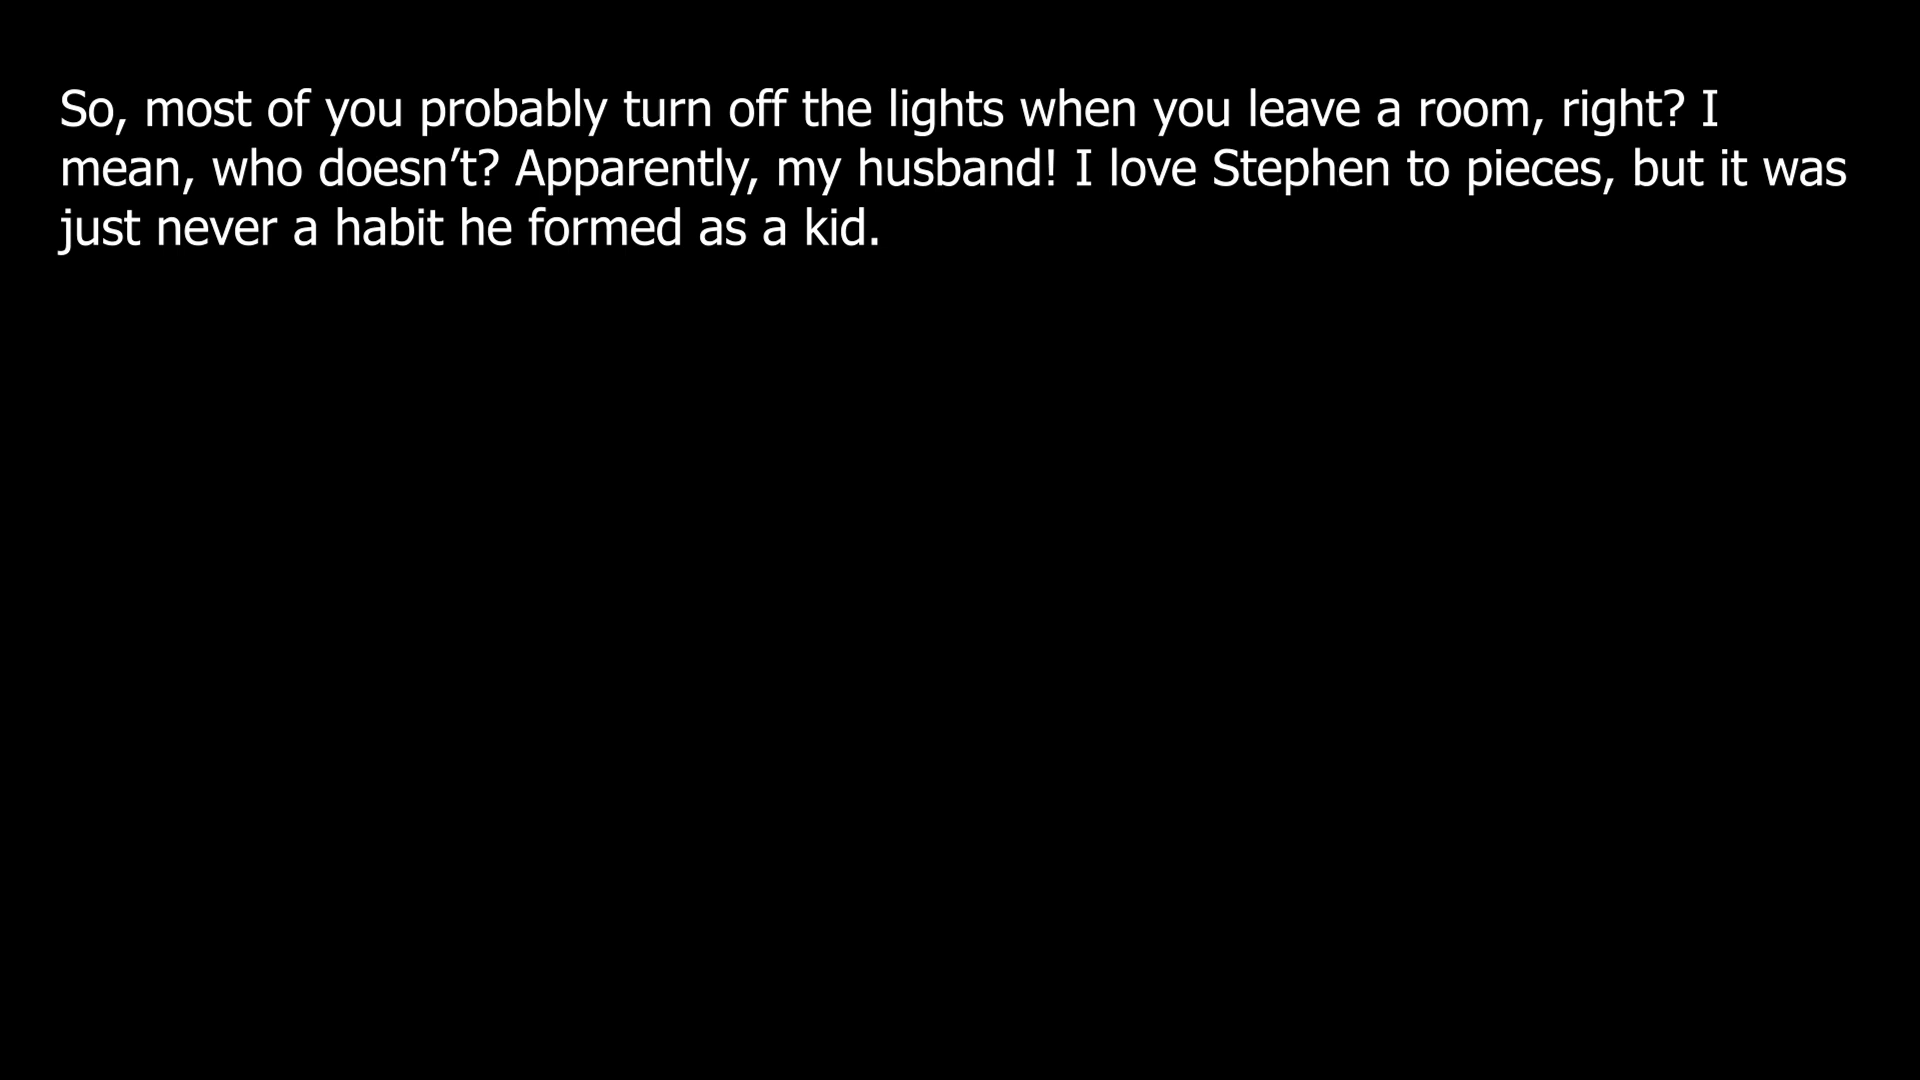 So, most of you probably turn off the lights when you leave a room, right? I
mean, who doesn’t? Apparently, my husband! I love Stephen to pieces, but it was
just never a habit he formed as a kid.